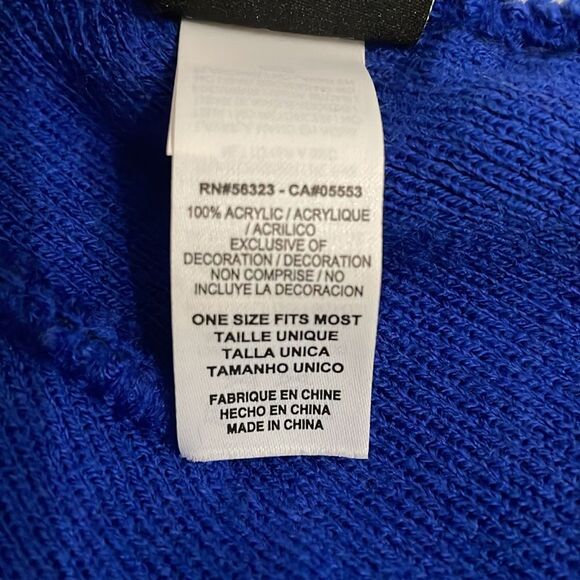 RN#56323 - CA#05553
100% ACRYLIC / ACRYLIQUE
/ ACRILICO
EXCLUSIVE OF
DECORATION / DECORATION
NON COMPRISE / NO
INCLUYE LA DECORACION
ONE SIZE FITS MOST
TAILLE UNIQUE
TALLA UNICA
TAMANHO UNICO
FABRIQUE EN CHINE
HECHO EN CHINA
MADE IN CHINA